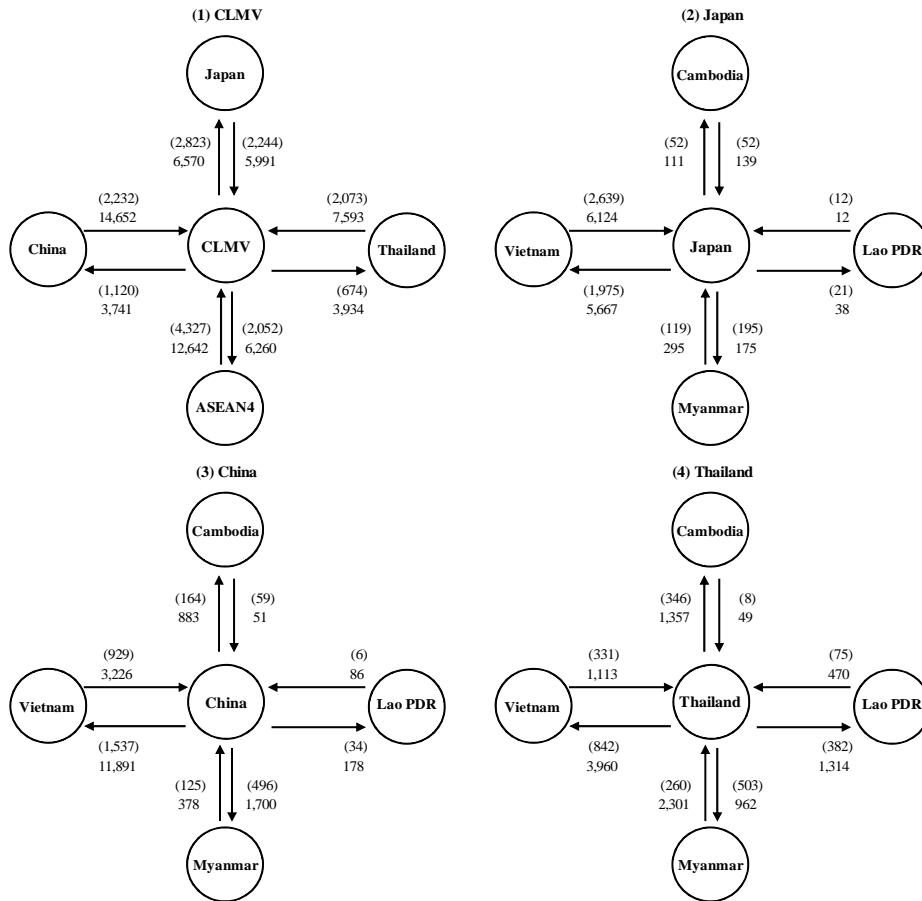 (1) CLMV
Japan
(2,823)
6,570
(2,244)
5,991
(2,232)
14,652
(2,073)
7,593
China
CLMV
Thailand
(1,120)
3,741
(674)
3,934
(4,327)
12,642
(2,052)
6,260
ASEAN4
(2) Japan
Cambodia
(52)
111
(52)
139
(2,639)
6,124
(12)
12
Vietnam
Japan
Lao PDR
(1,975)
5,667
(21)
38
(119)
295
(195)
175
Myanmar
(3) China
Cambodia
(164)
883
(59)
51
(929)
3,226
(6)
86
Vietnam
China
Lao PDR
(1,537)
11,891
(34)
178
(125)
378
(496)
1,700
Myanmar
(4) Thailand
Cambodia
(346)
1,357
(8)
49
(331)
1,113
(75)
470
Vietnam
Thailand
Lao PDR
(842)
3,960
(382)
1,314
(260)
2,301
(503)
962
Myanmar